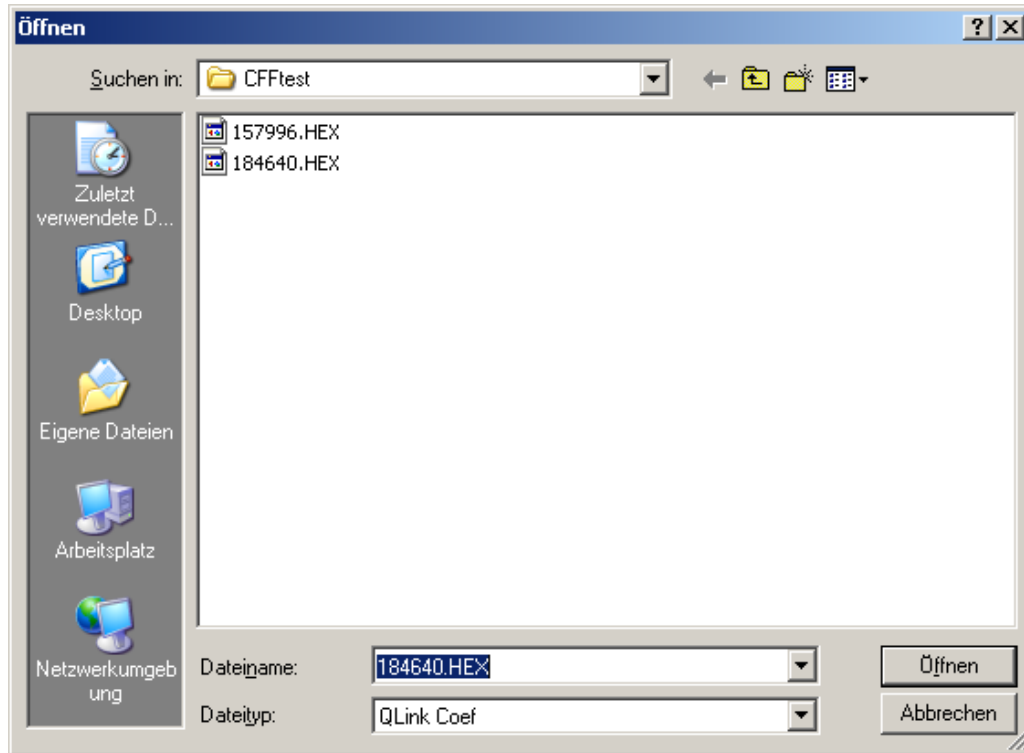 Öffnen
Suchen in: CFFtest
157996.HEX
184640.HEX
Zuletzt
verwendete D...
Desktop
Eigene Dateien
Arbeitsplatz
Netzwerkumgeb
ung
Dateiname: 184640.HEX Öffnen
Dateityp: QLink Coef Abbrechen